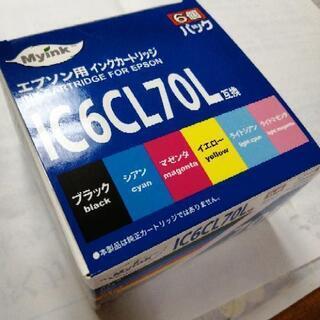 Myink
6個
パック
エプソン用 インクカートリッジ
INK CARTRIDGE FOR EPSON
IC6CL70L互換
ブラック
black
シアン
cyan
マゼンタ
magenta
イエロー
yellow
ライトシアン
light cyan
ライトマゼンタ
light magenta
●本製品は純正カートリッジではありません。
Myink
IC6CL70L